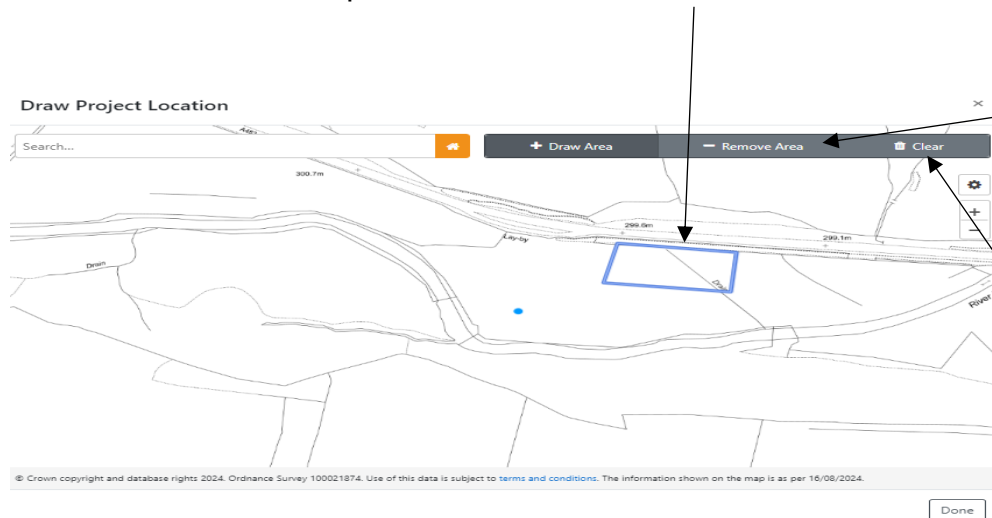 Draw Project Location
×
Search...
+ Draw Area
− Remove Area
Clear
300.7m
299.6m
299.1m
Lay-by
Drain
Drain
River
+
−
© Crown copyright and database rights 2024. Ordnance Survey 100021874. Use of this data is subject to terms and conditions. The information shown on the map is as per 16/08/2024.
Done